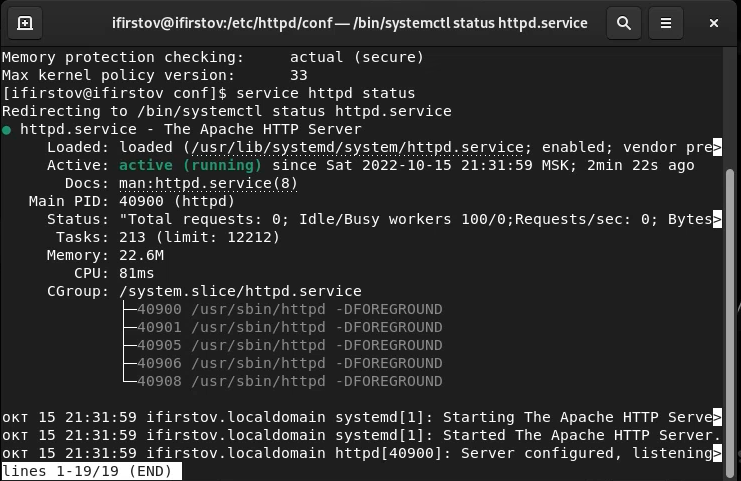 ifirstov@ifirstov:/etc/httpd/conf — /bin/systemctl status httpd.service
Memory protection checking:     actual (secure)
Max kernel policy version:      33
[ifirstov@ifirstov conf]$ service httpd status
Redirecting to /bin/systemctl status httpd.service
● httpd.service - The Apache HTTP Server
     Loaded: loaded (/usr/lib/systemd/system/httpd.service; enabled; vendor pre>
     Active: active (running) since Sat 2022-10-15 21:31:59 MSK; 2min 22s ago
       Docs: man:httpd.service(8)
   Main PID: 40900 (httpd)
     Status: "Total requests: 0; Idle/Busy workers 100/0;Requests/sec: 0; Bytes>
      Tasks: 213 (limit: 12212)
     Memory: 22.6M
        CPU: 81ms
     CGroup: /system.slice/httpd.service
             ├─40900 /usr/sbin/httpd -DFOREGROUND
             ├─40901 /usr/sbin/httpd -DFOREGROUND
             ├─40905 /usr/sbin/httpd -DFOREGROUND
             ├─40906 /usr/sbin/httpd -DFOREGROUND
             └─40908 /usr/sbin/httpd -DFOREGROUND
окт 15 21:31:59 ifirstov.localdomain systemd[1]: Starting The Apache HTTP Serve>
окт 15 21:31:59 ifirstov.localdomain systemd[1]: Started The Apache HTTP Server.
окт 15 21:31:59 ifirstov.localdomain httpd[40900]: Server configured, listening>
lines 1-19/19 (END)